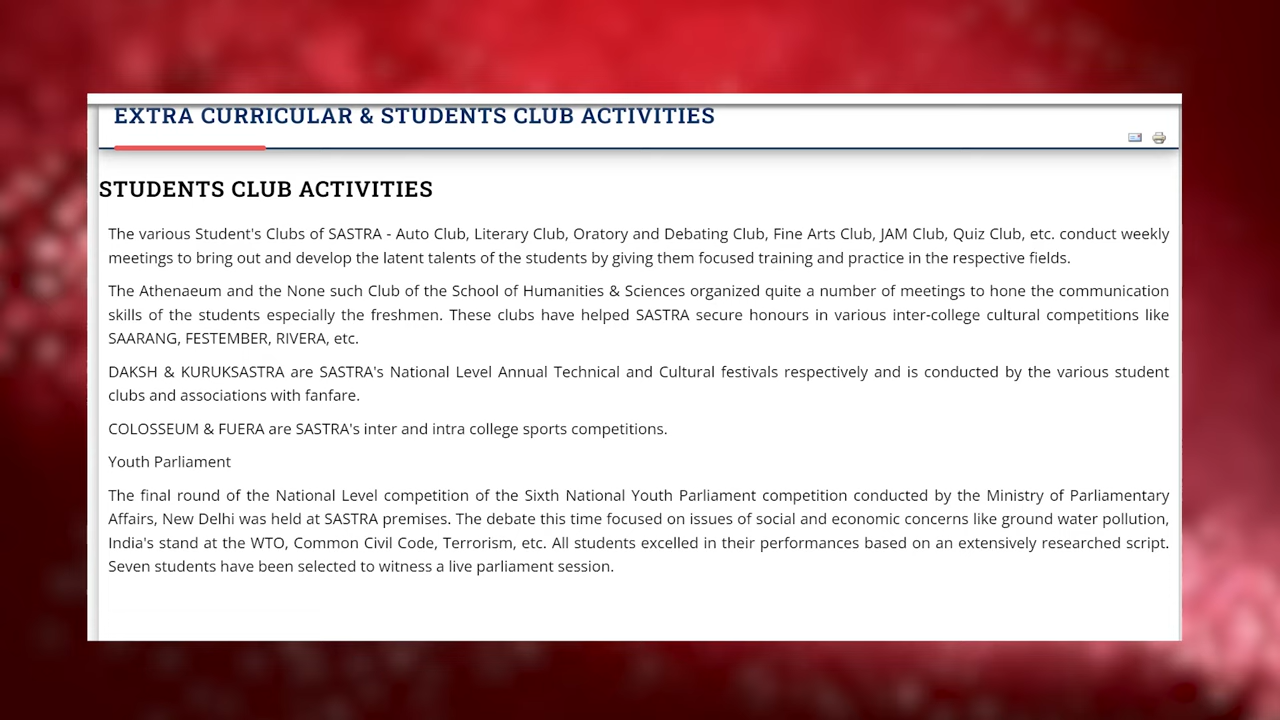 EXTRA CURRICULAR & STUDENTS CLUB ACTIVITIES
STUDENTS CLUB ACTIVITIES
The various Student's Clubs of SASTRA - Auto Club, Literary Club, Oratory and Debating Club, Fine Arts Club, JAM Club, Quiz Club, etc. conduct weekly
meetings to bring out and develop the latent talents of the students by giving them focused training and practice in the respective fields.
The Athenaeum and the None such Club of the School of Humanities & Sciences organized quite a number of meetings to hone the communication
skills of the students especially the freshmen. These clubs have helped SASTRA secure honours in various inter-college cultural competitions like
SAARANG, FESTEMBER, RIVERA, etc.
DAKSH & KURUKSASTRA are SASTRA's National Level Annual Technical and Cultural festivals respectively and is conducted by the various student
clubs and associations with fanfare.
COLOSSEUM & FUERA are SASTRA's inter and intra college sports competitions.
Youth Parliament
The final round of the National Level competition of the Sixth National Youth Parliament competition conducted by the Ministry of Parliamentary
Affairs, New Delhi was held at SASTRA premises. The debate this time focused on issues of social and economic concerns like ground water pollution,
India's stand at the WTO, Common Civil Code, Terrorism, etc. All students excelled in their performances based on an extensively researched script.
Seven students have been selected to witness a live parliament session.